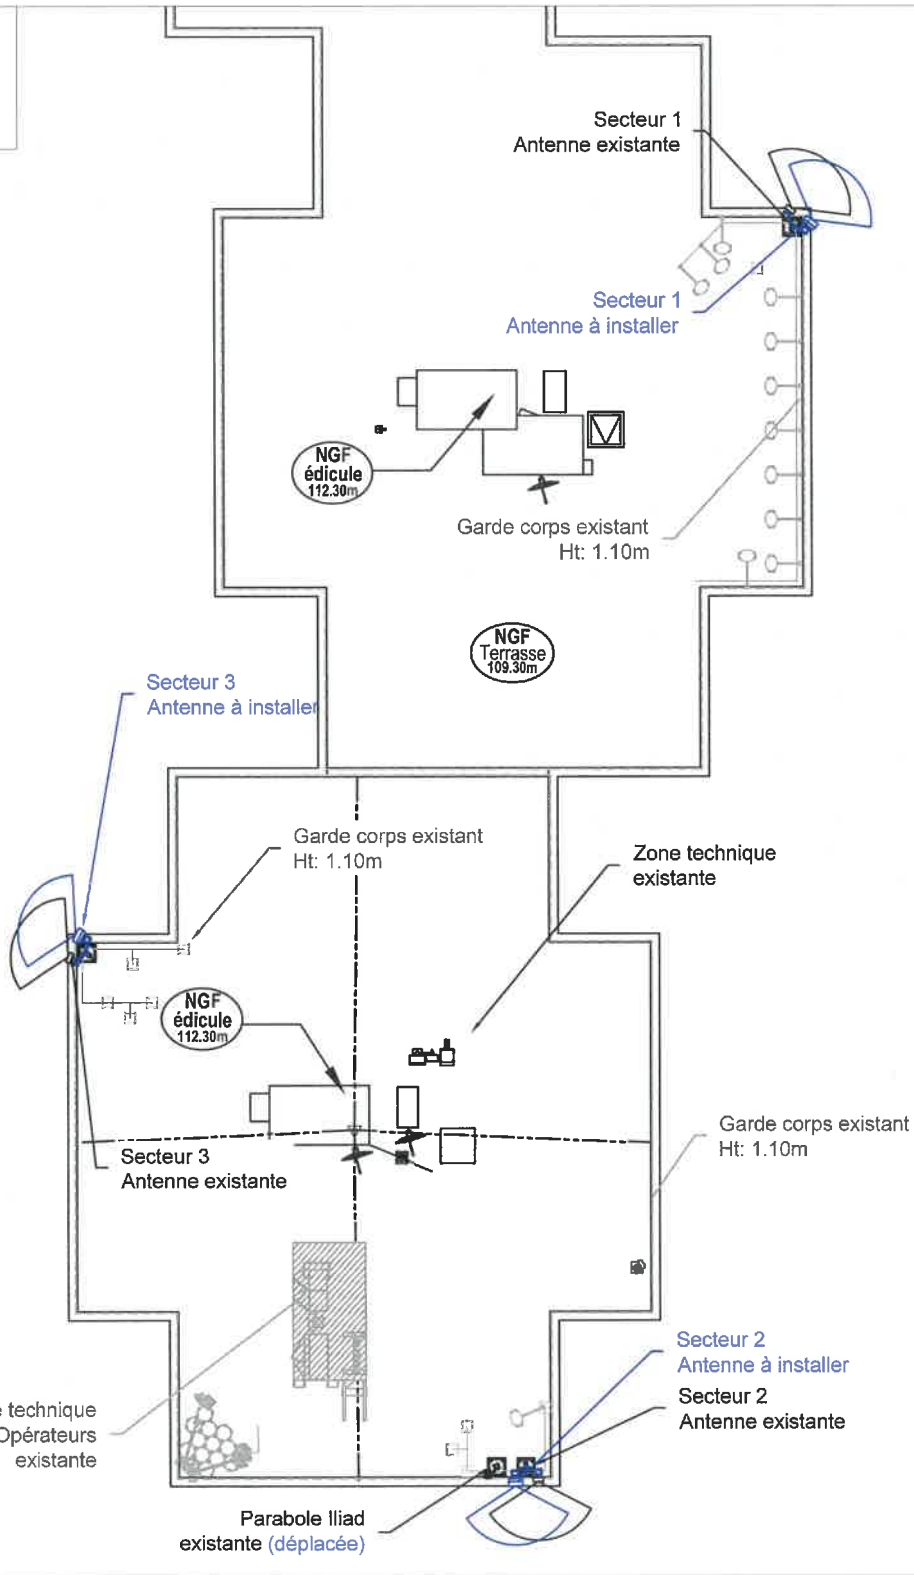 Secteur 1
Antenne existante
Secteur 1
Antenne à installer
NGF
édicule
112.30m
Garde corps existant
Ht: 1.10m
NGF
Terrasse
109.30m
Secteur 3
Antenne à installer
Garde corps existant
Ht: 1.10m
Zone technique
existante
NGF
édicule
112.30m
Garde corps existant
Ht: 1.10m
Secteur 3
Antenne existante
Secteur 2
Antenne à installer
Secteur 2
Antenne existante
technique
Opérateurs
existante
Parabole Iliad
existante (déplacée)